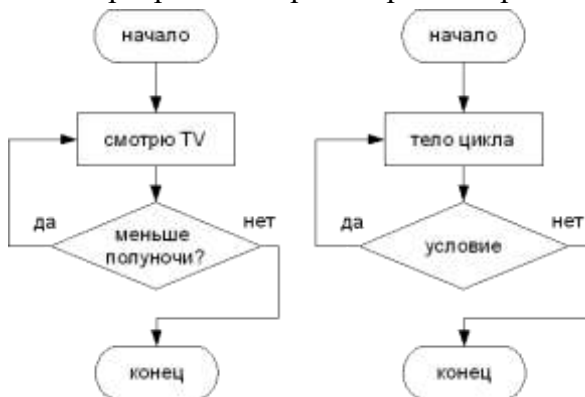 начало
смотрю TV
да
нет
меньше
полуночи?
конец
начало
тело цикла
да
нет
условие
конец